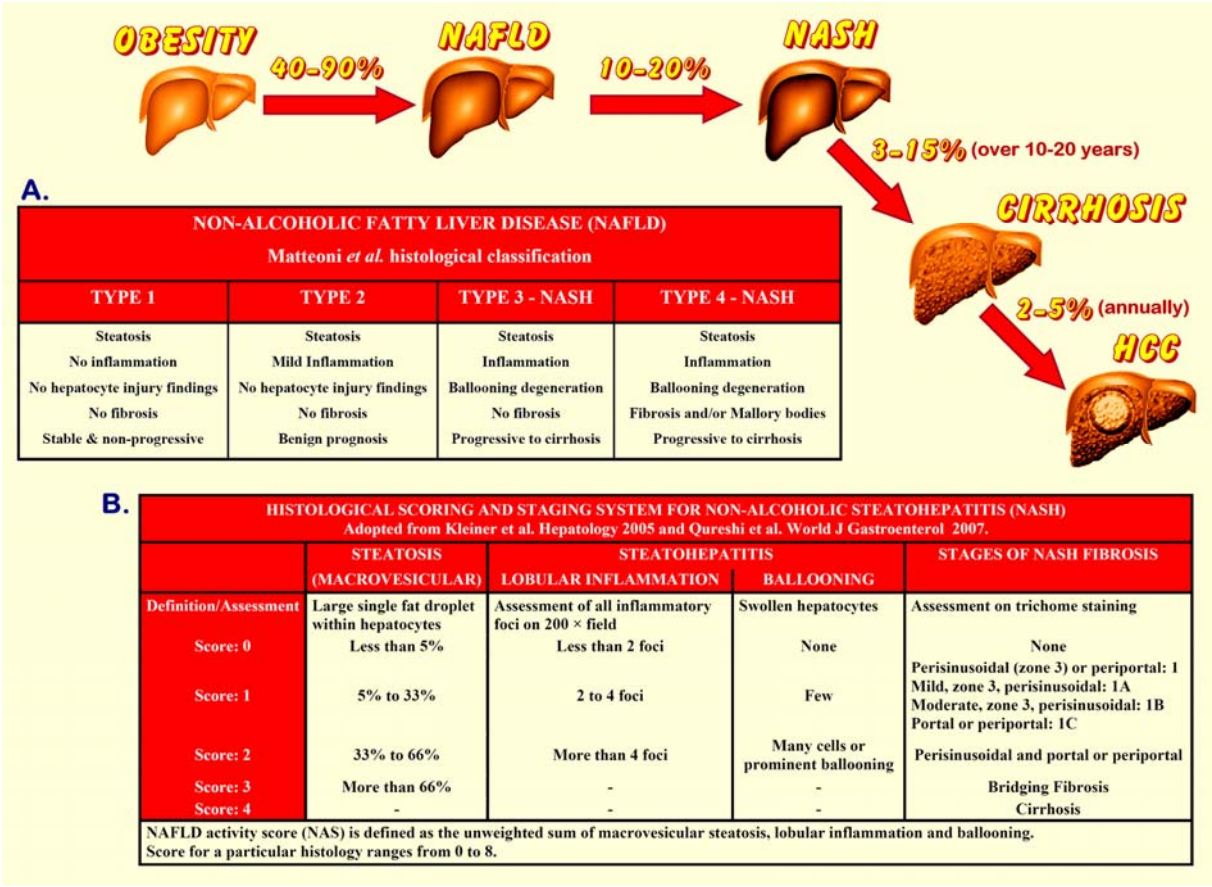 OBESITY
40-90%
NAFLD
10-20%
NASH
3-15% (over 10-20 years)
CIRRHOSIS
2-5% (annually)
HCC
A.
NON-ALCOHOLIC FATTY LIVER DISEASE (NAFLD)
Matteoni et al. histological classification
TYPE 1 TYPE 2 TYPE 3 - NASH TYPE 4 - NASH
Steatosis Steatosis Steatosis Steatosis
No inflammation Mild Inflammation Inflammation Inflammation
No hepatocyte injury findings No hepatocyte injury findings Ballooning degeneration Ballooning degeneration
No fibrosis No fibrosis No fibrosis Fibrosis and/or Mallory bodies
Stable & non-progressive Benign prognosis Progressive to cirrhosis Progressive to cirrhosis
B.
HISTOLOGICAL SCORING AND STAGING SYSTEM FOR NON-ALCOHOLIC STEATOHEPATITIS (NASH)
Adopted from Kleiner et al. Hepatology 2005 and Qureshi et al. World J Gastroenterol 2007.
STEATOSIS STEATOHEPATITIS STAGES OF NASH FIBROSIS
(MACROVESICULAR) LOBULAR INFLAMMATION BALLOONING
Definition/Assessment Large single fat droplet Assessment of all inflammatory Swollen hepatocytes Assessment on trichome staining
within hepatocytes foci on 200 × field
Score: 0 Less than 5% Less than 2 foci None None
Perisinusoidal (zone 3) or periportal: 1
Score: 1 5% to 33% 2 to 4 foci Few Mild, zone 3, perisinusoidal: 1A
Moderate, zone 3, perisinusoidal: 1B
Portal or periportal: 1C
Score: 2 33% to 66% More than 4 foci Many cells or Perisinusoidal and portal or periportal
prominent ballooning
Score: 3 More than 66% - - Bridging Fibrosis
Score: 4 - - - Cirrhosis
NAFLD activity score (NAS) is defined as the unweighted sum of macrovesicular steatosis, lobular inflammation and ballooning.
Score for a particular histology ranges from 0 to 8.